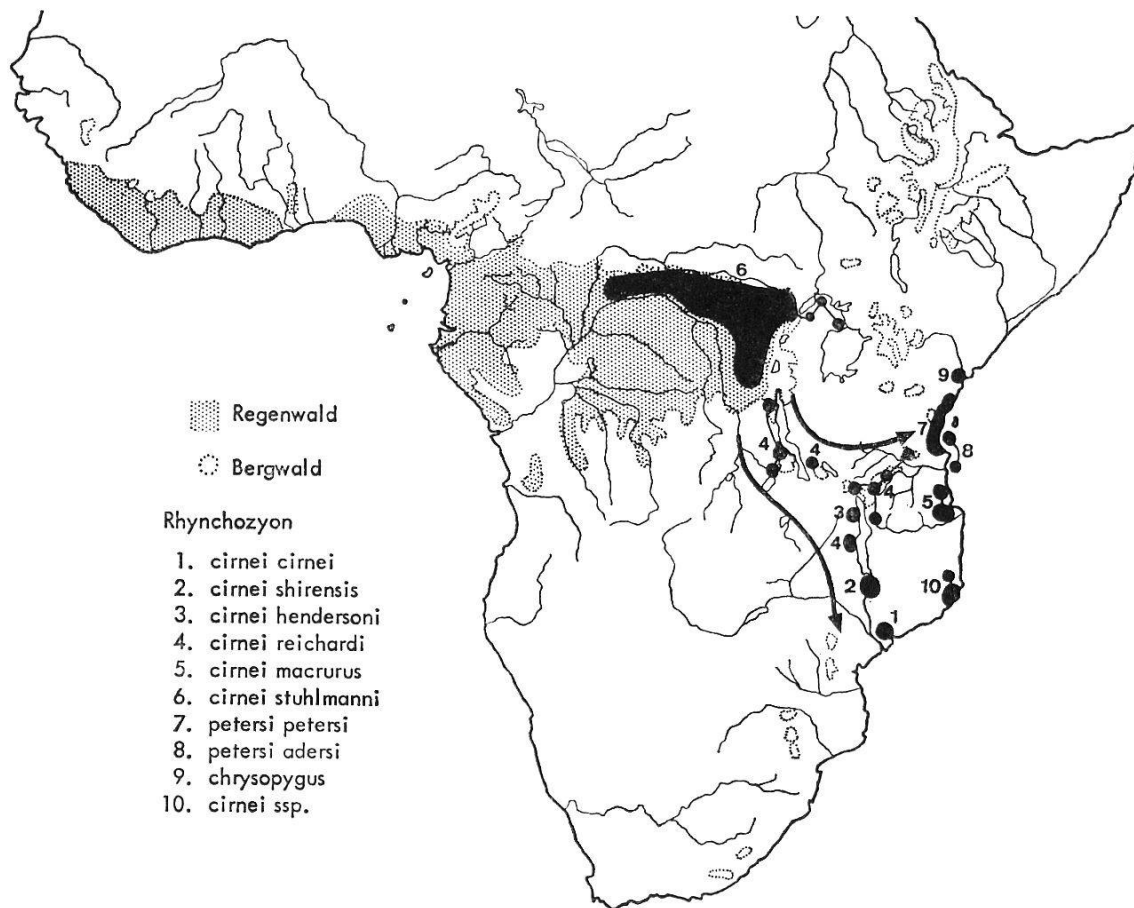 Regenwald
Bergwald
Rhynchozyon
1. cirnei cirnei
2. cirnei shirensis
3. cirnei hendersoni
4. cirnei reichardi
5. cirnei macrurus
6. cirnei stuhlmanni
7. petersi petersi
8. petersi adersi
9. chrysopygus
10. cirnei ssp.
6
9
7
8
4
4
4
5
3
4
2
10
1